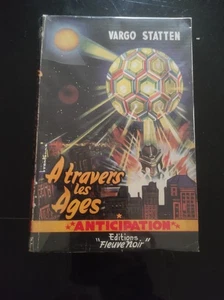 VARGO STATTEN
A travers
les
Ages
"ANTICIPATION"
Editions
"Fleuve Noir"